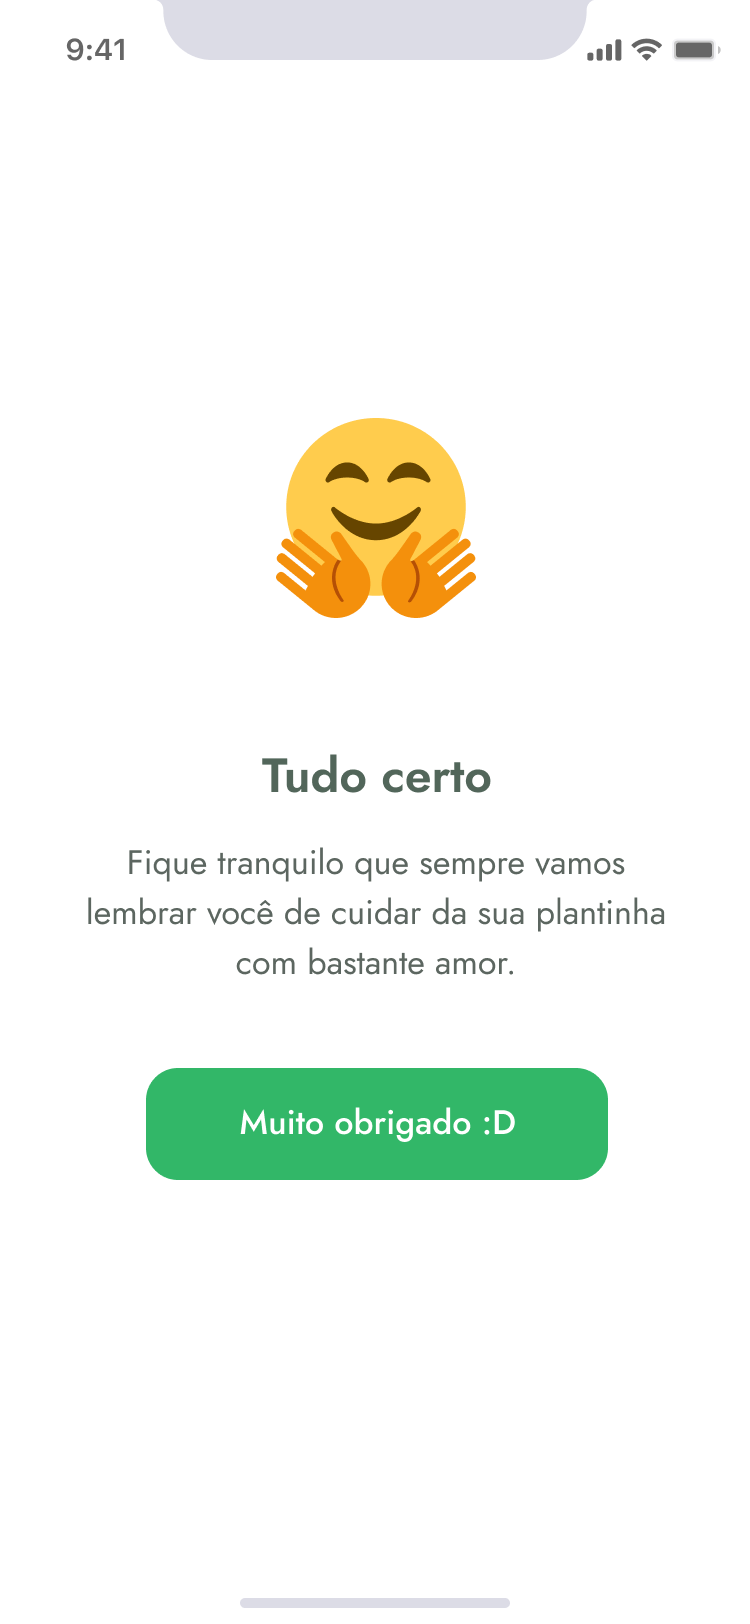 9:41
Tudo certo
Fique tranquilo que sempre vamos
lembrar você de cuidar da sua plantinha
com bastante amor.
Muito obrigado :D